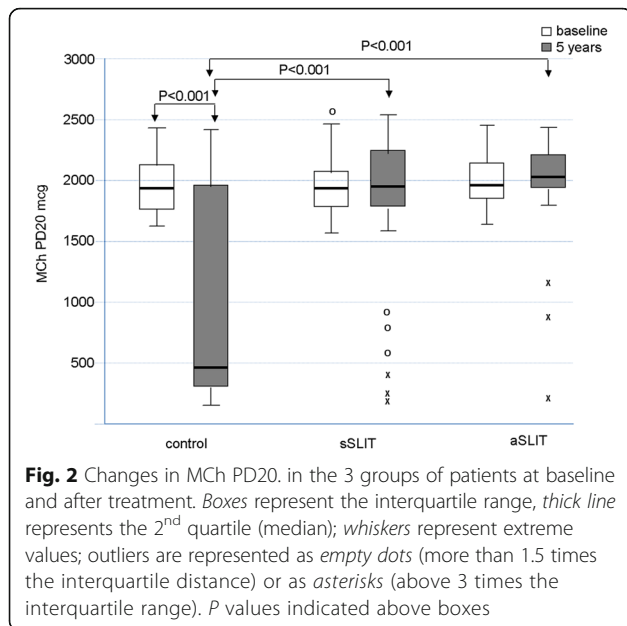 baseline
5 years
P<0.001
P<0.001
P<0.001
3000
2500
2000
1500
1000
500
MCh PD20 mcg
control
sSLIT
aSLIT
Fig. 2 Changes in MCh PD20. in the 3 groups of patients at baseline
and after treatment. Boxes represent the interquartile range, thick line
represents the 2nd quartile (median); whiskers represent extreme
values; outliers are represented as empty dots (more than 1.5 times
the interquartile distance) or as asterisks (above 3 times the
interquartile range). P values indicated above boxes